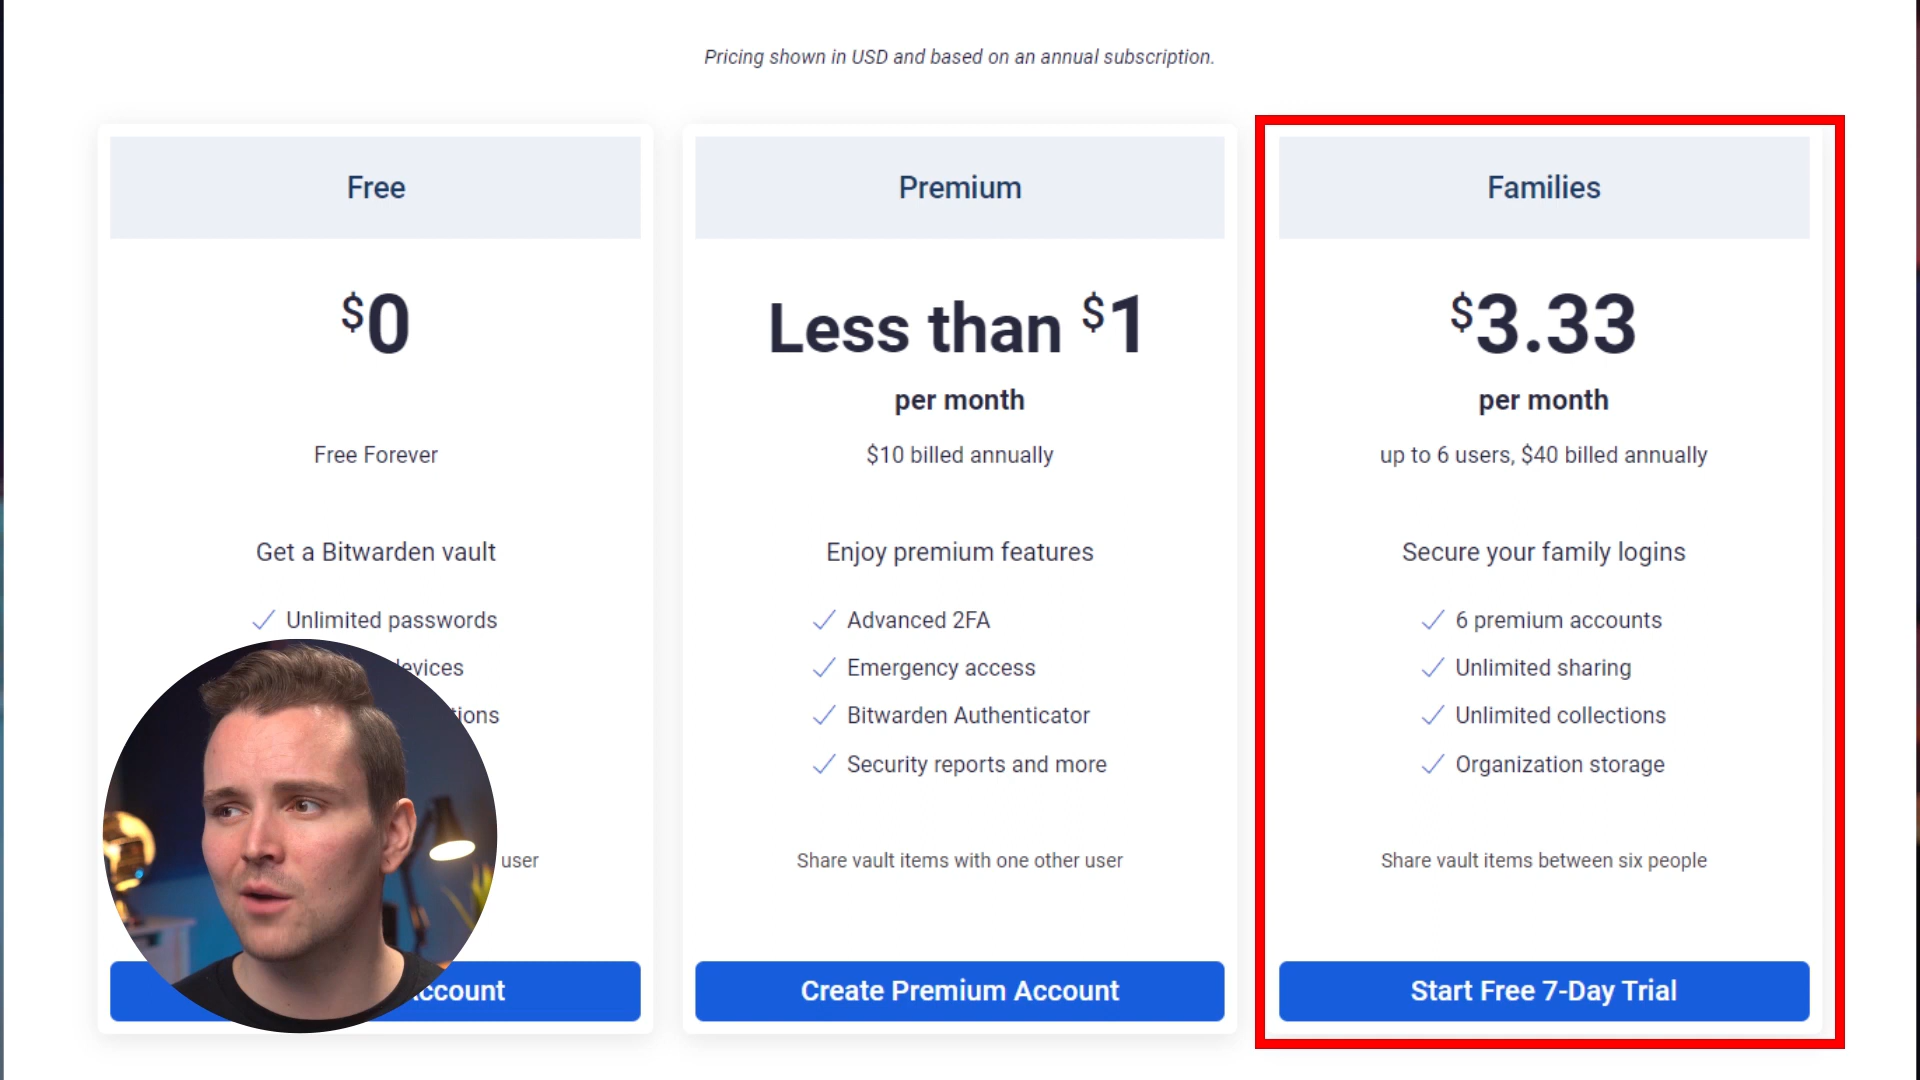 Pricing shown in USD and based on an annual subscription.
Free
$0
Free Forever
Get a Bitwarden vault
Unlimited passwords
user
Premium
Less than $1
per month
$10 billed annually
Enjoy premium features
Advanced 2FA
Emergency access
Bitwarden Authenticator
Security reports and more
Share vault items with one other user
Create Premium Account
Families
$3.33
per month
up to 6 users, $40 billed annually
Secure your family logins
6 premium accounts
Unlimited sharing
Unlimited collections
Organization storage
Share vault items between six people
Start Free 7-Day Trial